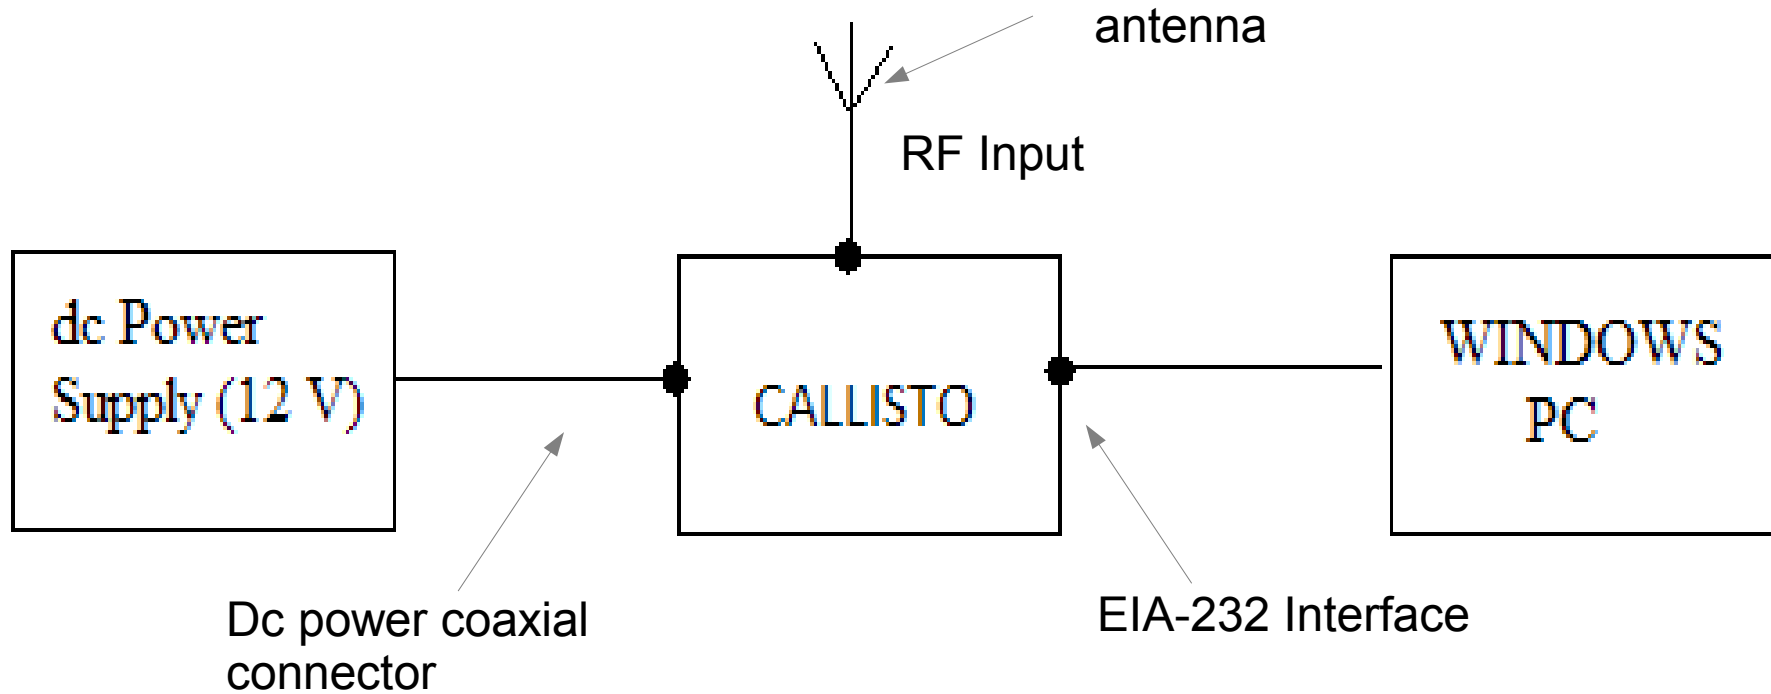 antenna
RF Input
dc Power
Supply (12 V)
CALLISTO
WINDOWS
PC
Dc power coaxial
connector
EIA-232 Interface